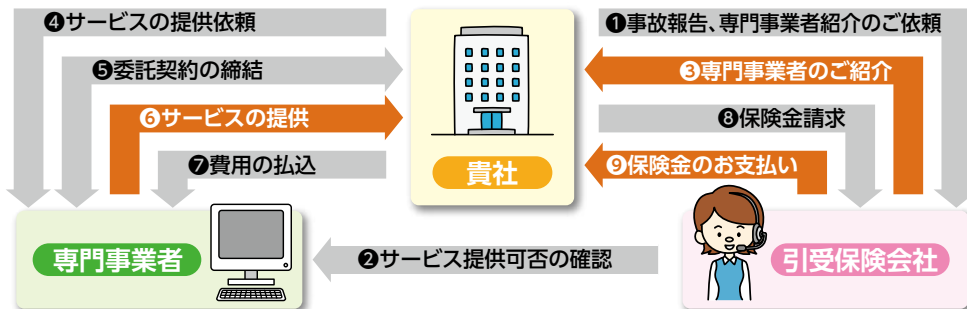 ❹サービスの提供依頼
❶事故報告、専門事業者紹介のご依頼
❺委託契約の締結
❸専門事業者のご紹介
❻サービスの提供
❽保険金請求
❼費用の払込
貴社
❾保険金のお支払い
専門事業者
❷サービス提供可否の確認
引受保険会社